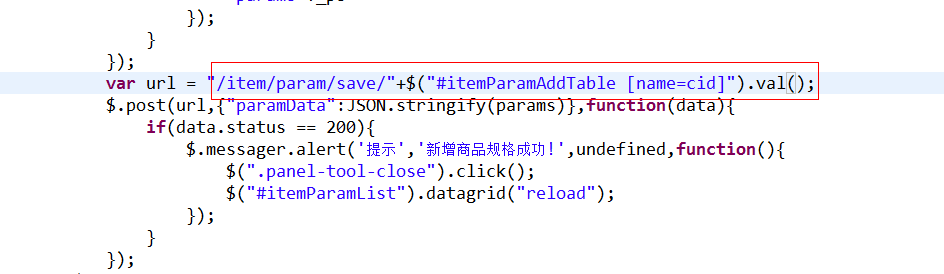 });
}
});
var url = "/item/param/save/"+$("#itemParamAddTable [name=cid]").val();
$.post(url,{"paramData":JSON.stringify(params)},function(data){
if(data.status == 200){
$.messager.alert('提示','新增商品规格成功!',undefined,function(){
$(".panel-tool-close").click();
$("#itemParamList").datagrid("reload");
});
}
});